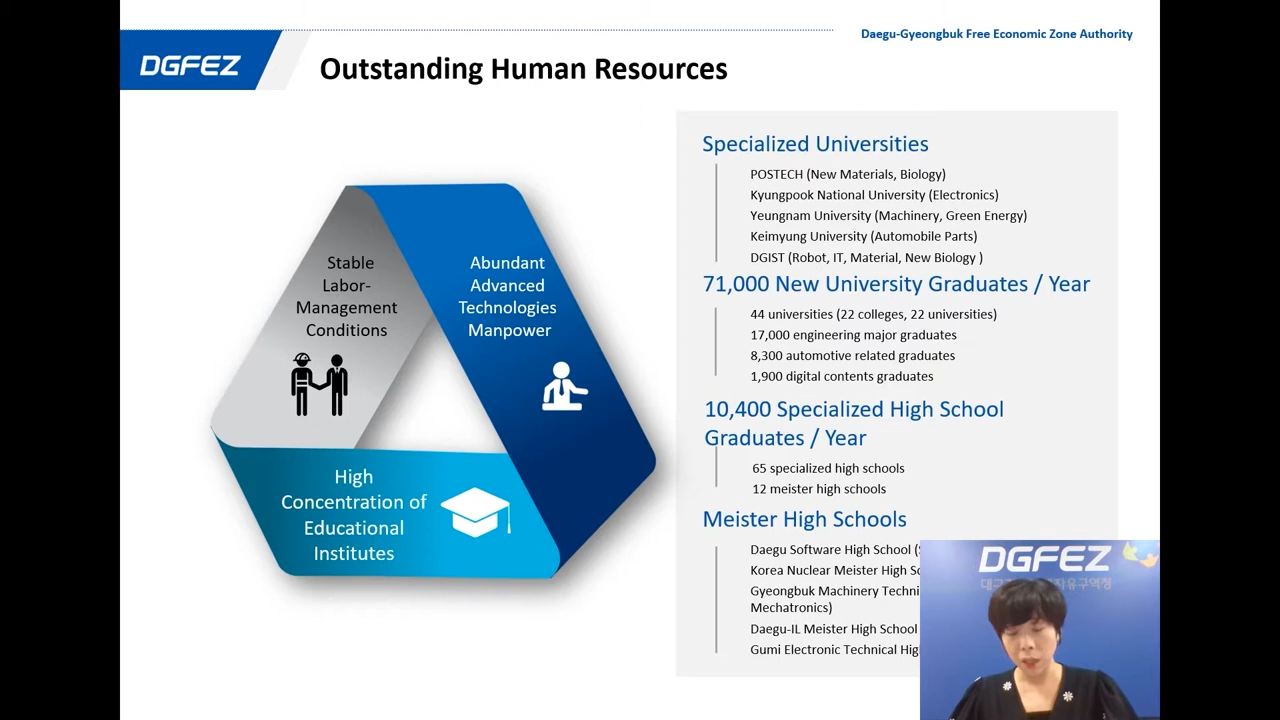 Daegu-Gyeongbuk Free Economic Zone Authority
DGFEZ
Outstanding Human Resources
Stable
Labor-
Management
Conditions
Abundant
Advanced
Technologies
Manpower
High
Concentration of
Educational
Institutes
Specialized Universities
POSTECH (New Materials, Biology)
Kyungpook National University (Electronics)
Yeungnam University (Machinery, Green Energy)
Keimyung University (Automobile Parts)
DGIST (Robot, IT, Material, New Biology )
71,000 New University Graduates / Year
44 universities (22 colleges, 22 universities)
17,000 engineering major graduates
8,300 automotive related graduates
1,900 digital contents graduates
10,400 Specialized High School
Graduates / Year
65 specialized high schools
12 meister high schools
Meister High Schools
Daegu Software High School
Korea Nuclear Meister High
Gyeongbuk Machinery
Mechatronics)
Daegu-IL Meister High School
Gumi Electronic Technical
DGFEZ